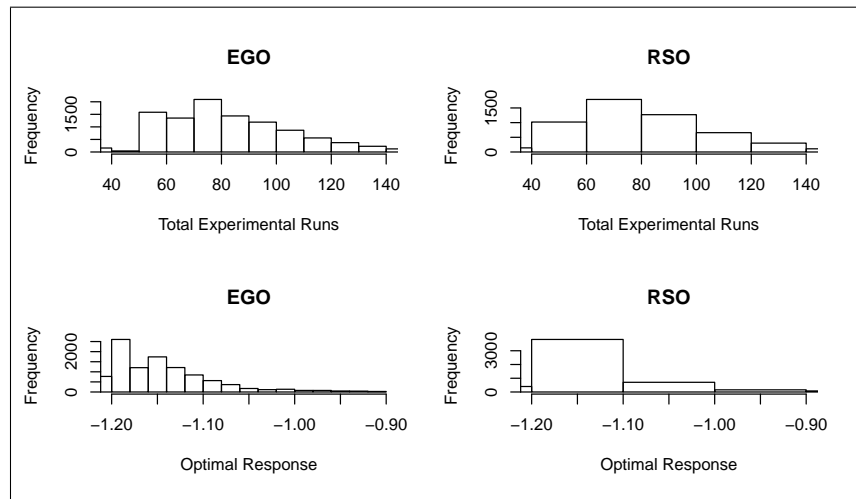 EGO
Frequency
0 1500
40 60 80 100 120 140
Total Experimental Runs
RSO
Frequency
0 1500
40 60 80 100 120 140
Total Experimental Runs
EGO
Frequency
0 2000
−1.20 −1.10 −1.00 −0.90
Optimal Response
RSO
Frequency
0 3000
−1.20 −1.10 −1.00 −0.90
Optimal Response